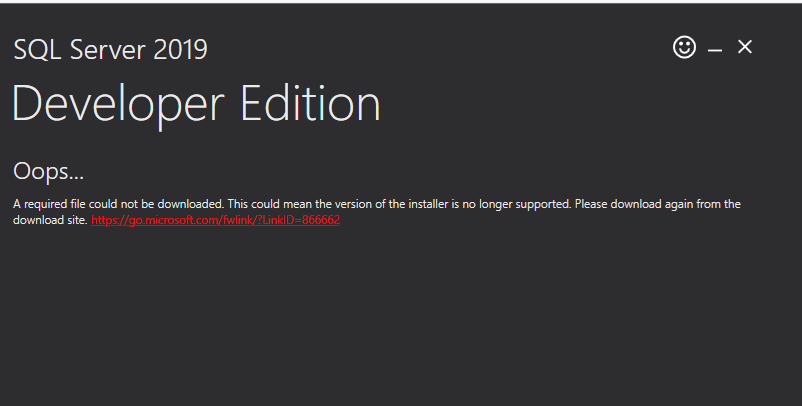 SQL Server 2019
Developer Edition
Oops...
A required file could not be downloaded. This could mean the version of the installer is no longer supported. Please download again from the
download site. https://go.microsoft.com/fwlink/?LinkID=866662